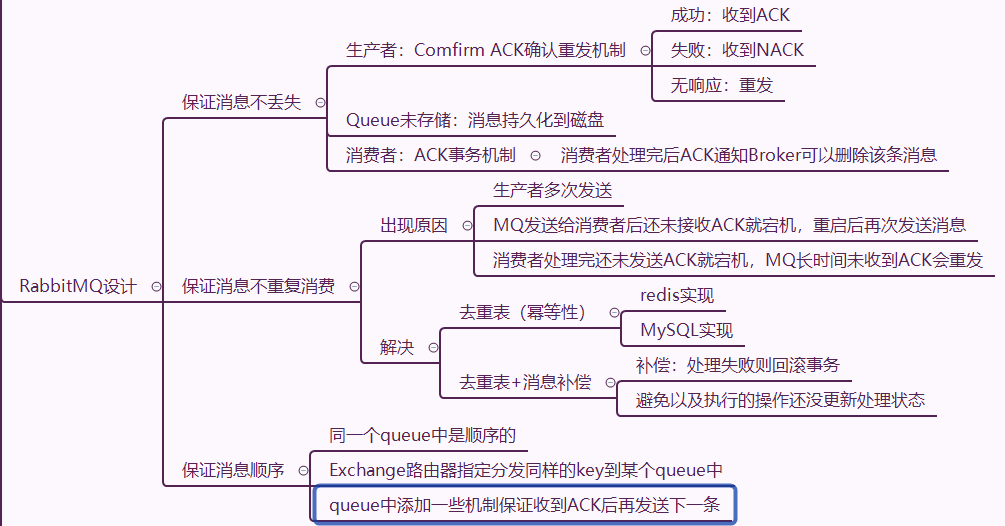 成功：收到ACK
生产者：Comfirm ACK确认重发机制
失败：收到NACK
无响应：重发
保证消息不丢失
Queue未存储：消息持久化到磁盘
消费者：ACK事务机制
消费者处理完后ACK通知Broker可以删除该条消息
生产者多次发送
出现原因
MQ发送给消费者后还未接收ACK就宕机，重启后再次发送消息
消费者处理完还未发送ACK就宕机，MQ长时间未收到ACK会重发
RabbitMQ设计
保证消息不重复消费
redis实现
去重表（幂等性）
MySQL实现
解决
补偿：处理失败则回滚事务
去重表+消息补偿
避免以及执行的操作还没更新处理状态
同一个queue中是顺序的
保证消息顺序
Exchange路由器指定分发同样的key到某个queue中
queue中添加一些机制保证收到ACK后再发送下一条